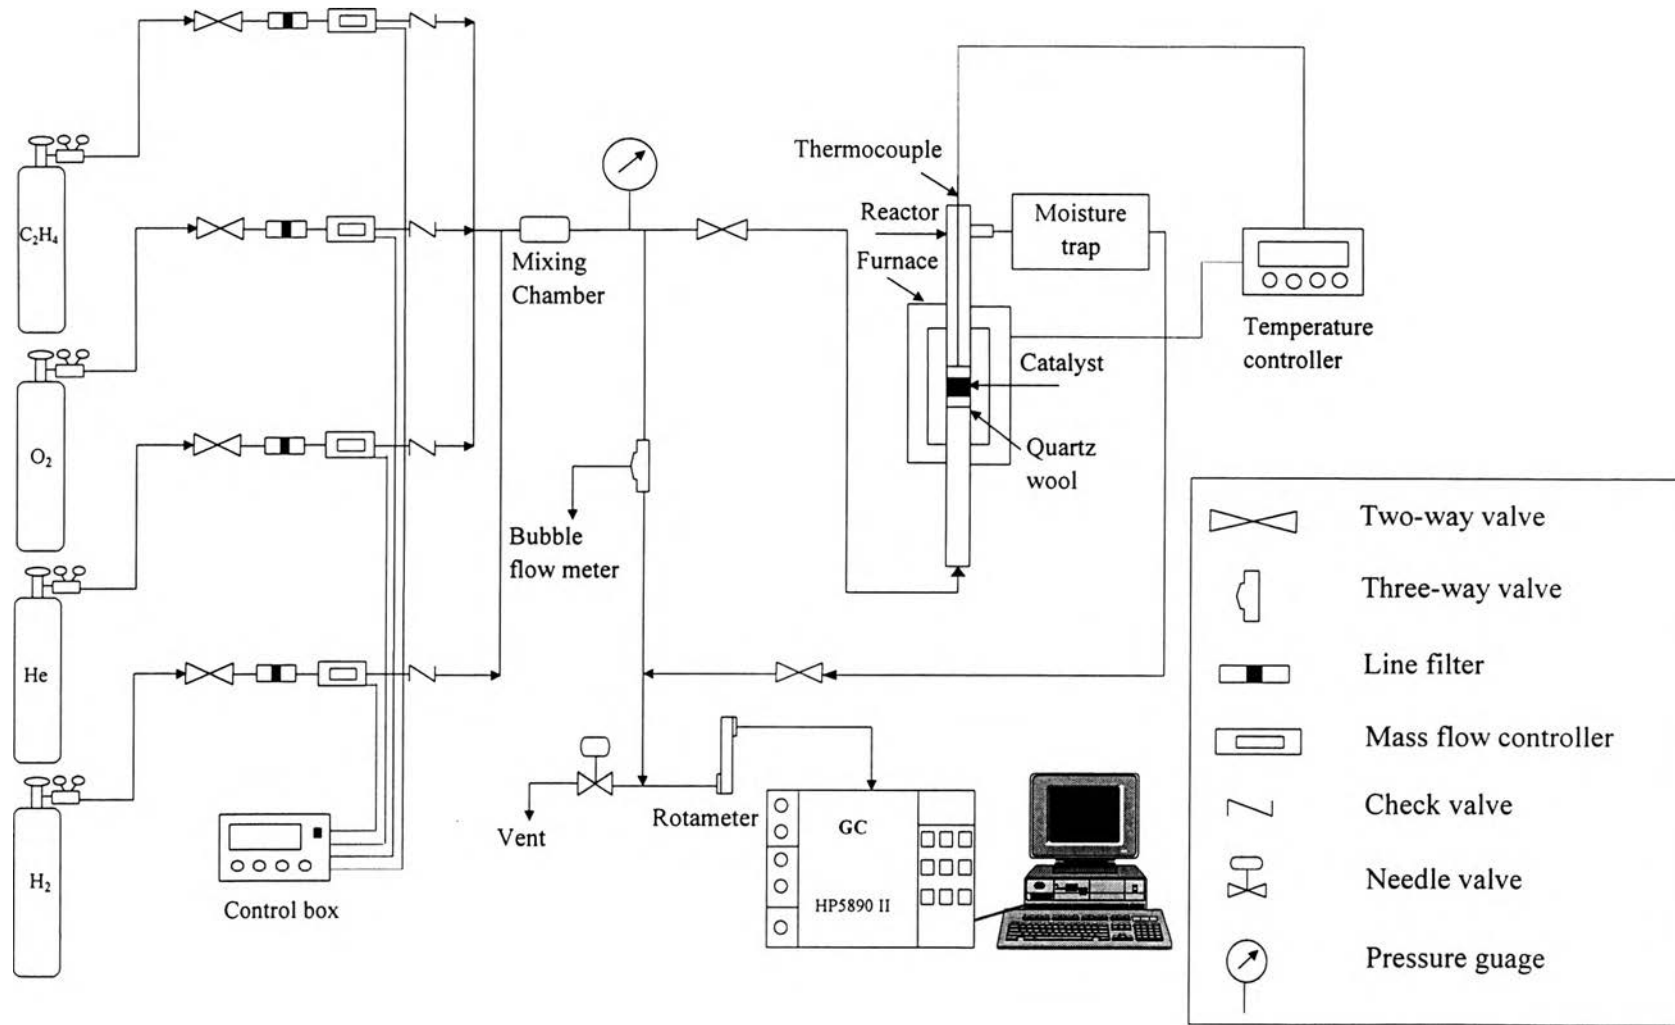 C₂H₄
O₂
He
H₂
Control box
Mixing
Chamber
Bubble
flow meter
Vent
Rotameter
GC
HP5890 II
Thermocouple
Reactor
Furnace
Moisture
trap
Catalyst
Quartz
wool
Temperature
controller
Two-way valve
Three-way valve
Line filter
Mass flow controller
Check valve
Needle valve
Pressure guage